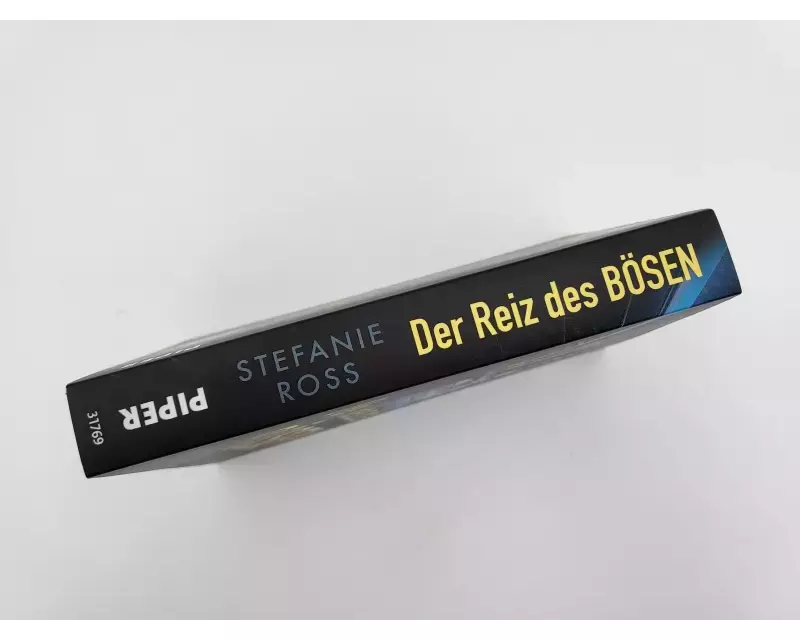 STEFANIE
ROSS
Der Reiz des BÖSEN
PIPER
31769